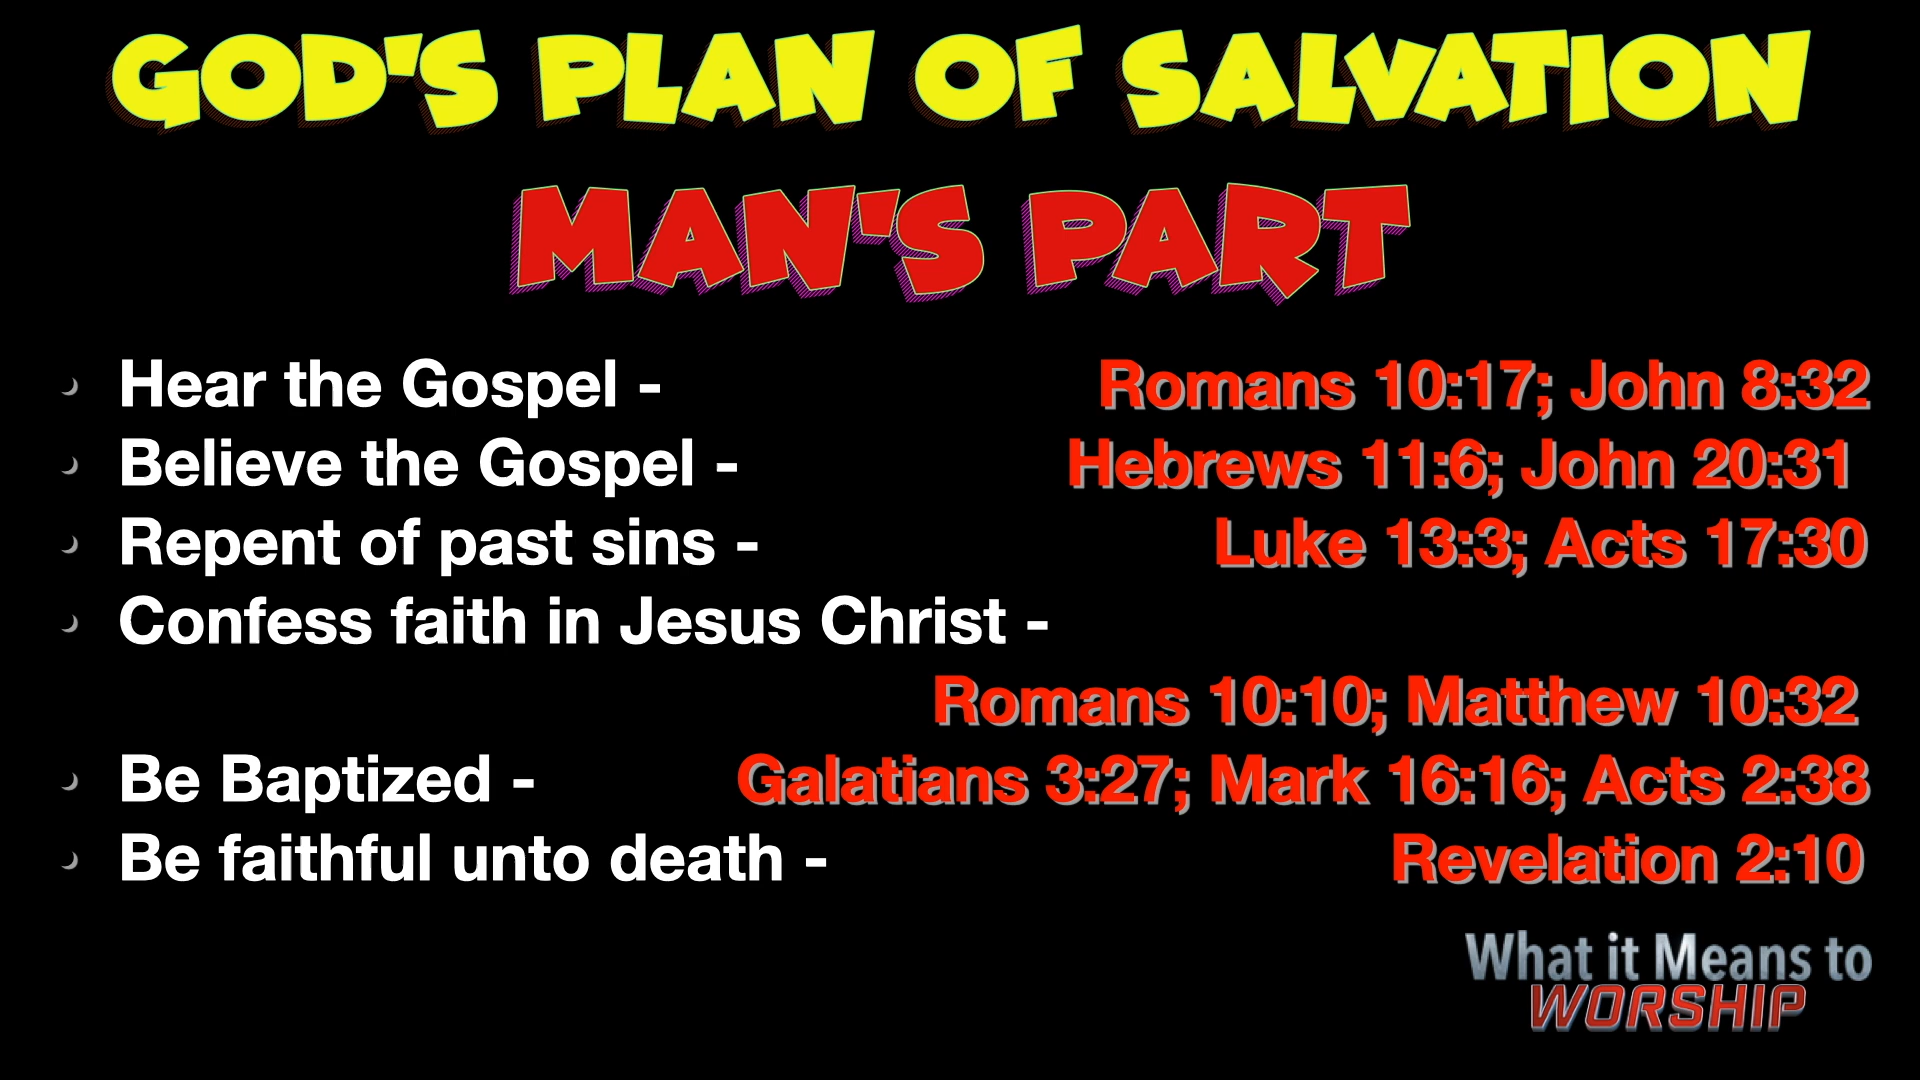 GOD'S PLAN OF SALVATION
MAN'S PART
Hear the Gospel - Romans 10:17; John 8:32
Believe the Gospel - Hebrews 11:6; John 20:31
Repent of past sins - Luke 13:3; Acts 17:30
Confess faith in Jesus Christ -
Romans 10:10; Matthew 10:32
Be Baptized - Galatians 3:27; Mark 16:16; Acts 2:38
Be faithful unto death - Revelation 2:10
What it Means to
WORSHIP